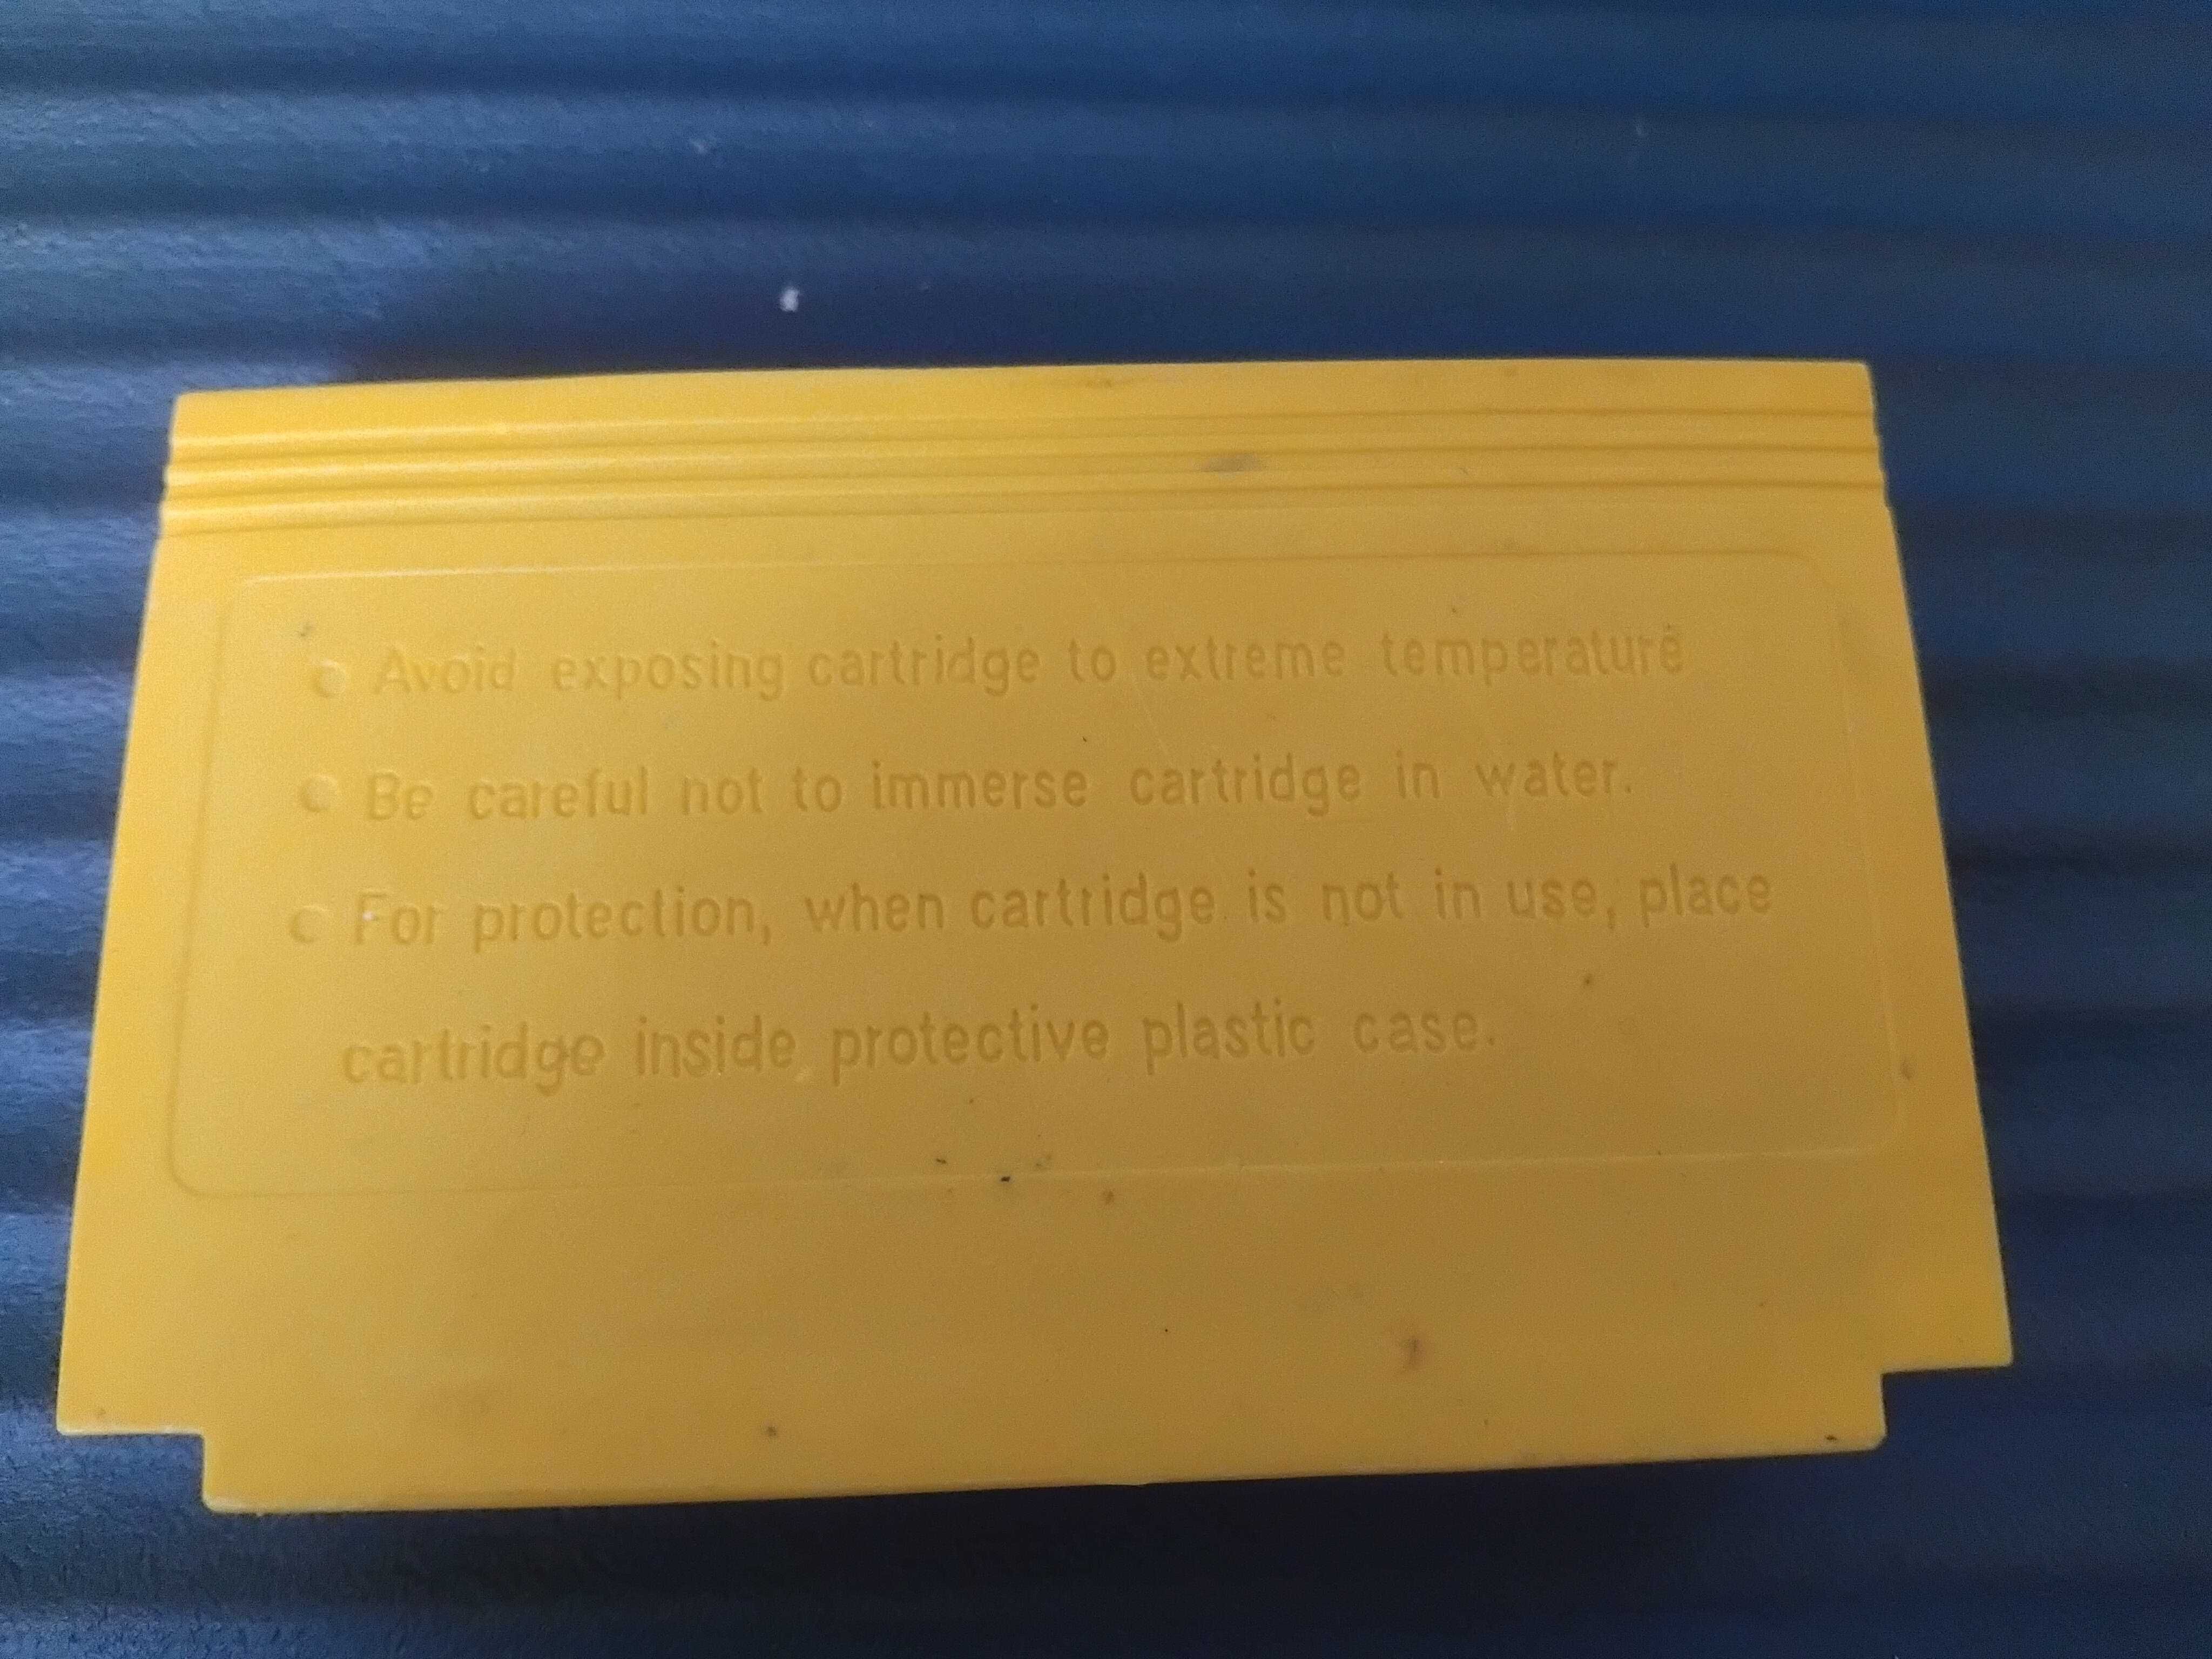 Avoid exposing cartridge to extreme temperature
Be careful not to immerse cartridge in water.
For protection, when cartridge is not in use, place
cartridge inside protective plastic case.